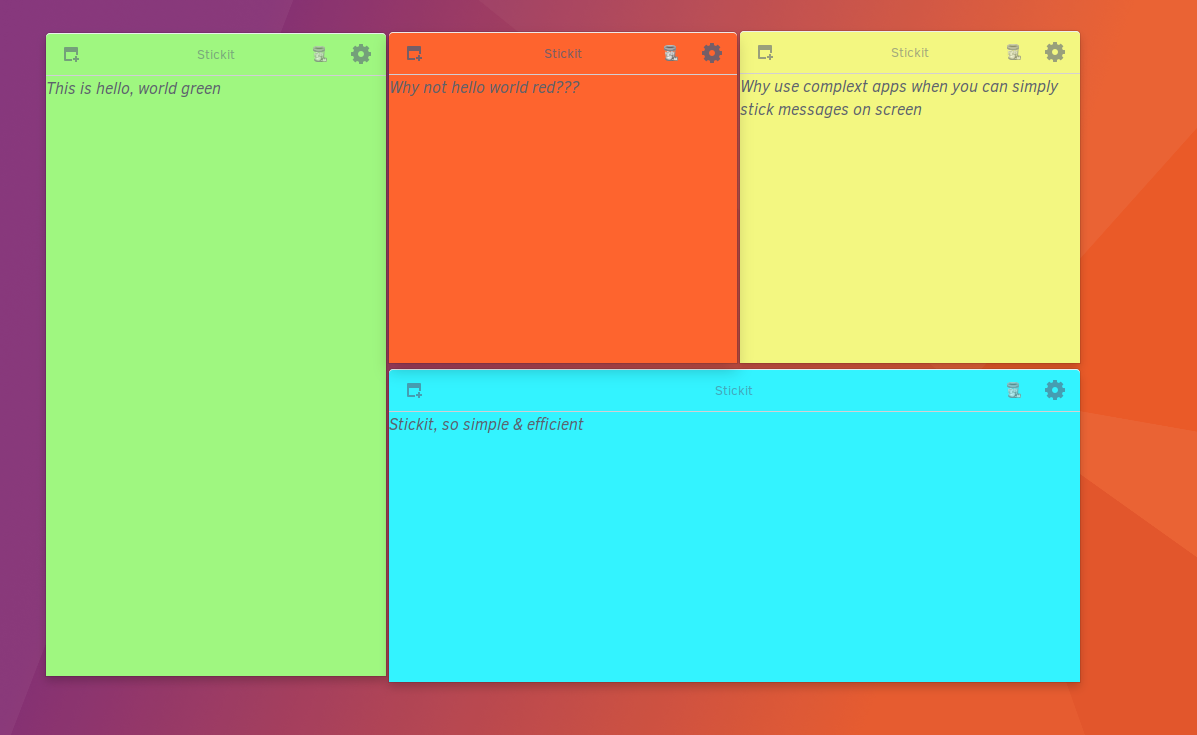 Stickit
This is hello, world green
Stickit
Why not hello world red???
Stickit
Why use complext apps when you can simply
stick messages on screen
Stickit
Stickit, so simple & efficient